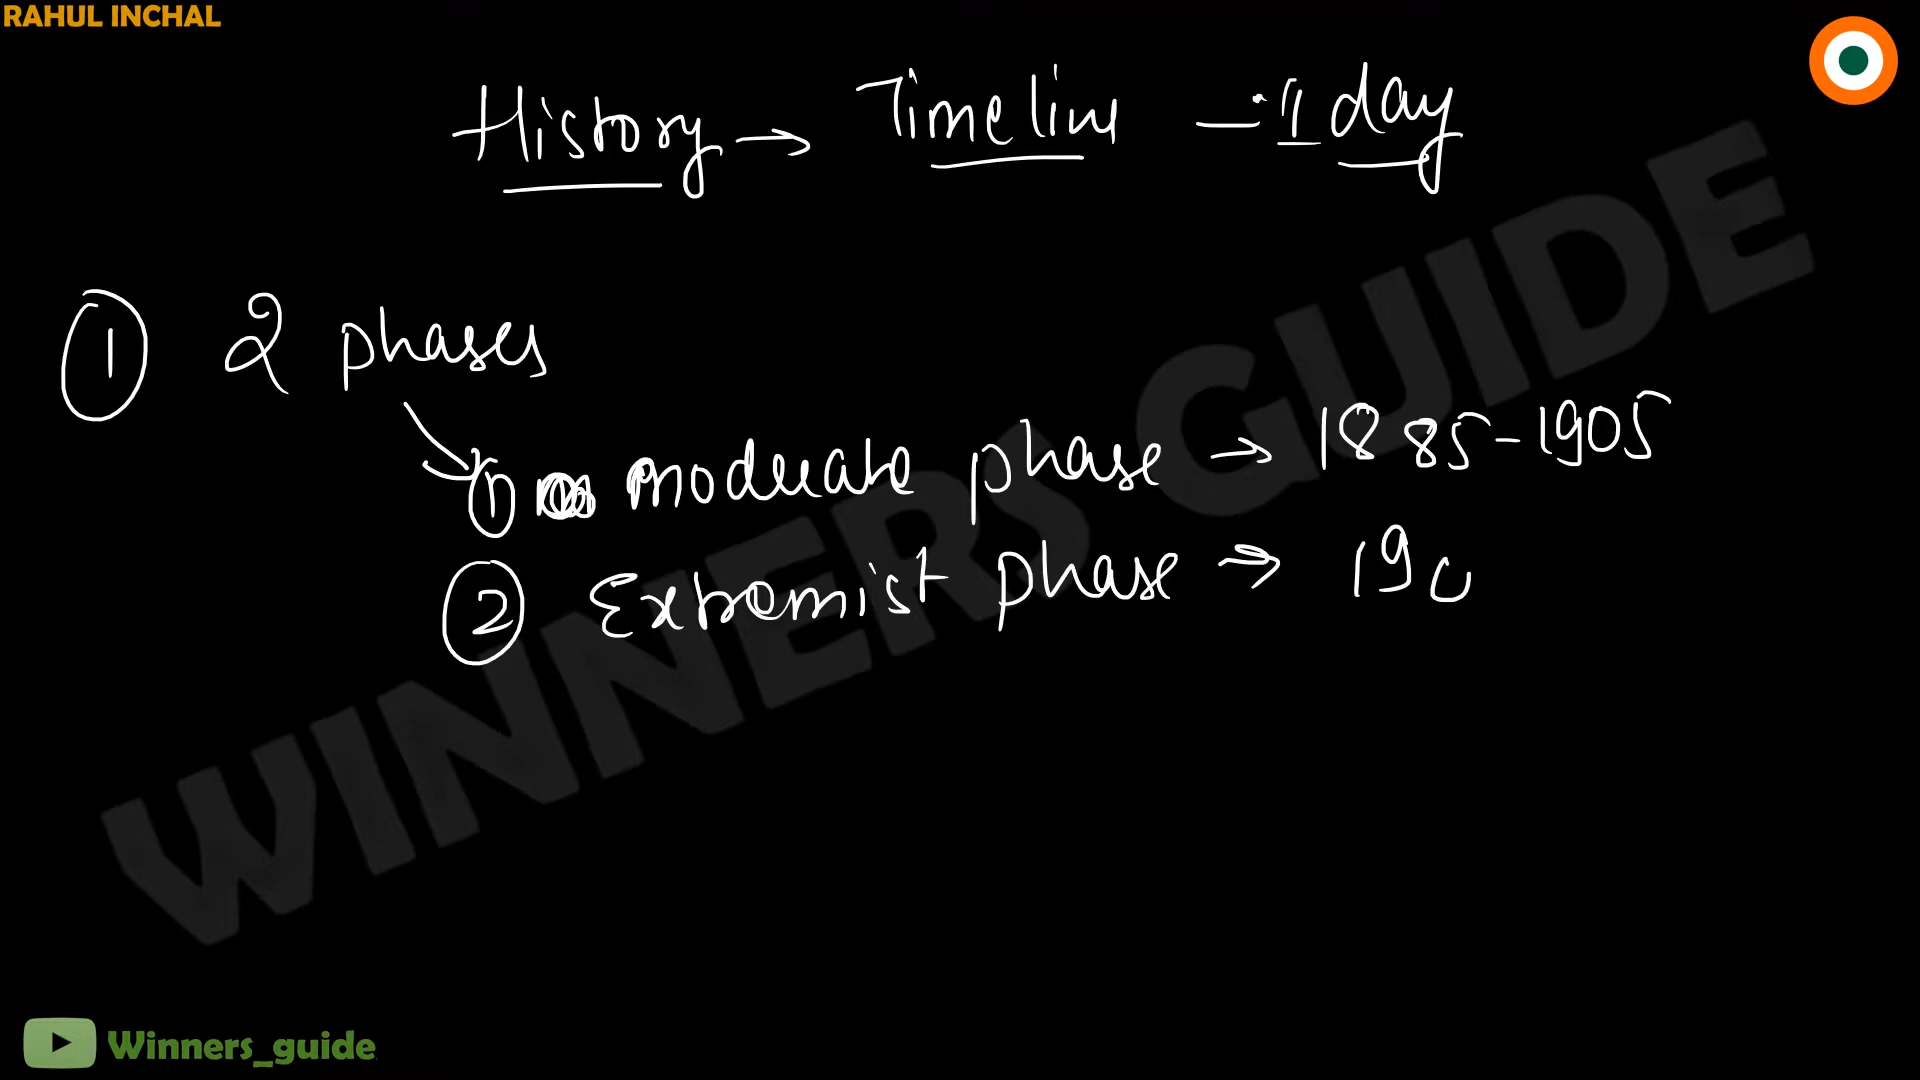 RAHUL INCHAL
History → Timeline - 1 day
① 2 phases
① moderate phase → 1885-1905
② Extremist phase → 190
WINNERS GUIDE
Winners_guide